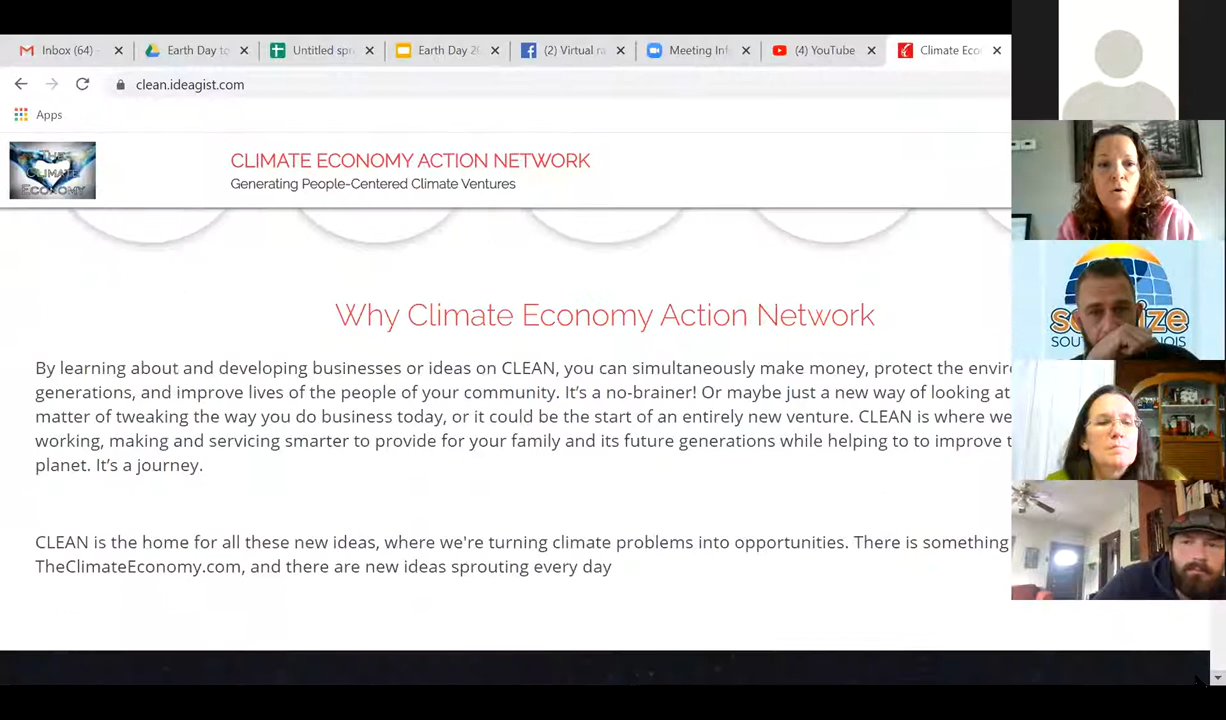 Inbox (64)
Earth Day to
Untitled spr
Earth Day 20
(2) Virtual ra
Meeting Inf
(4) YouTube
Climate Eco
clean.ideagist.com
Apps
THE
CLIMATE
ECONOMY
CLIMATE ECONOMY ACTION NETWORK
Generating People-Centered Climate Ventures
Why Climate Economy Action Network
By learning about and developing businesses or ideas on CLEAN, you can simultaneously make money, protect the enviro
generations, and improve lives of the people of your community. It's a no-brainer! Or maybe just a new way of looking at
matter of tweaking the way you do business today, or it could be the start of an entirely new venture. CLEAN is where we
working, making and servicing smarter to provide for your family and its future generations while helping to to improve t
planet. It's a journey.
CLEAN is the home for all these new ideas, where we're turning climate problems into opportunities. There is something
TheClimateEconomy.com, and there are new ideas sprouting every day